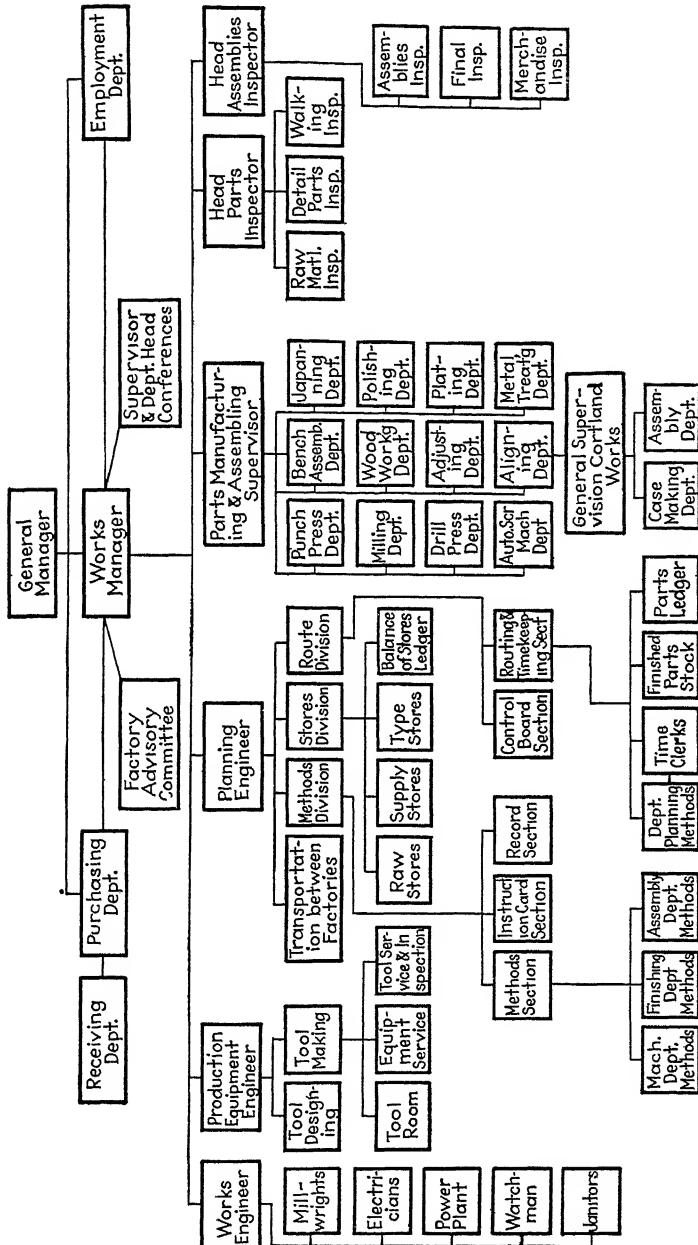 General
Manager
Works
Manager
Employment
Dept.
Purchasing
Dept.
Receiving
Dept.
Factory
Advisory
Committee
Supervisor
& Dept. Head
Conferences
Works
Engineer
Mill-
wrights
Electri-
cians
Power
Plant
Watch-
man
Janitors
Production
Equipment
Engineer
Tool
Desigh-
ing
Tool
Making
Tool
Room
Equip-
ment
Service
Tool Ser-
vice & In
spection
Planning
Engineer
Transportat-
ion between
Factories
Methods
Division
Stores
Division
Route
Division
Raw
Stores
Supply
Stores
Type
Stores
Balance
of Stores
Ledger
Methods
Section
Instruct
ion Card
Section
Record
Section
Control
Board
Section
Routing &
Timekeep-
ing Sect
Mach.
Dept.
Methods
Finishing
Dept
Methods
Assembly
Dept.
Methods
Dept.
Planning
Methods
Time
Clerks
Finished
Parts
Stock
Parts
Ledger
Parts Manufactur-
ing & Assembling
Supervisor
Punch
Press
Dept.
Bench
Assemb.
Dept.
Japan-
ning
Dept.
Milling
Dept.
Wood
Work'g
Dept.
Polish-
ing
Dept.
Drill
Press
Dept.
Adjust-
ing
Dept.
Plat-
ing
Dept.
Auto.Scr
Mach
Dept
Align-
ing
Dept.
Metal
Treat'g
Dept.
General Super-
vision Cortland
Works
Case
Making
Dept.
Assem-
bly
Dept.
Head
Parts
Inspector
Raw
Matl.
Insp.
Detail
Parts
Insp.
Walk-
ing
Insp.
Head
Assemblies
Inspector
Assem-
blies
Insp.
Final
Insp.
Merch-
andise
Insp.